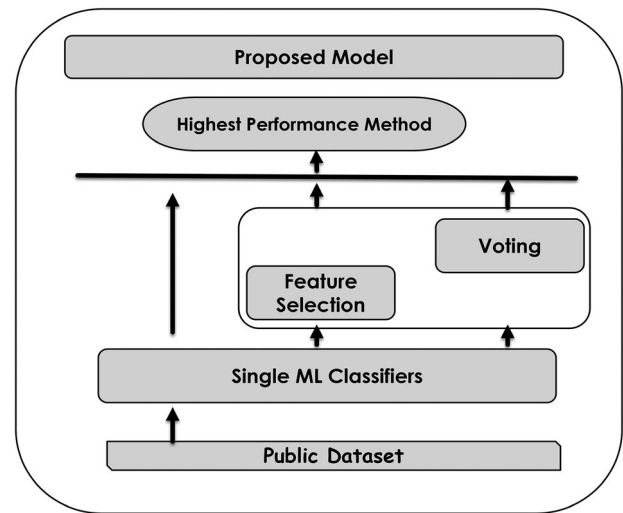 Proposed Model
Highest Performance Method
Voting
Feature
Selection
Single ML Classifiers
Public Dataset